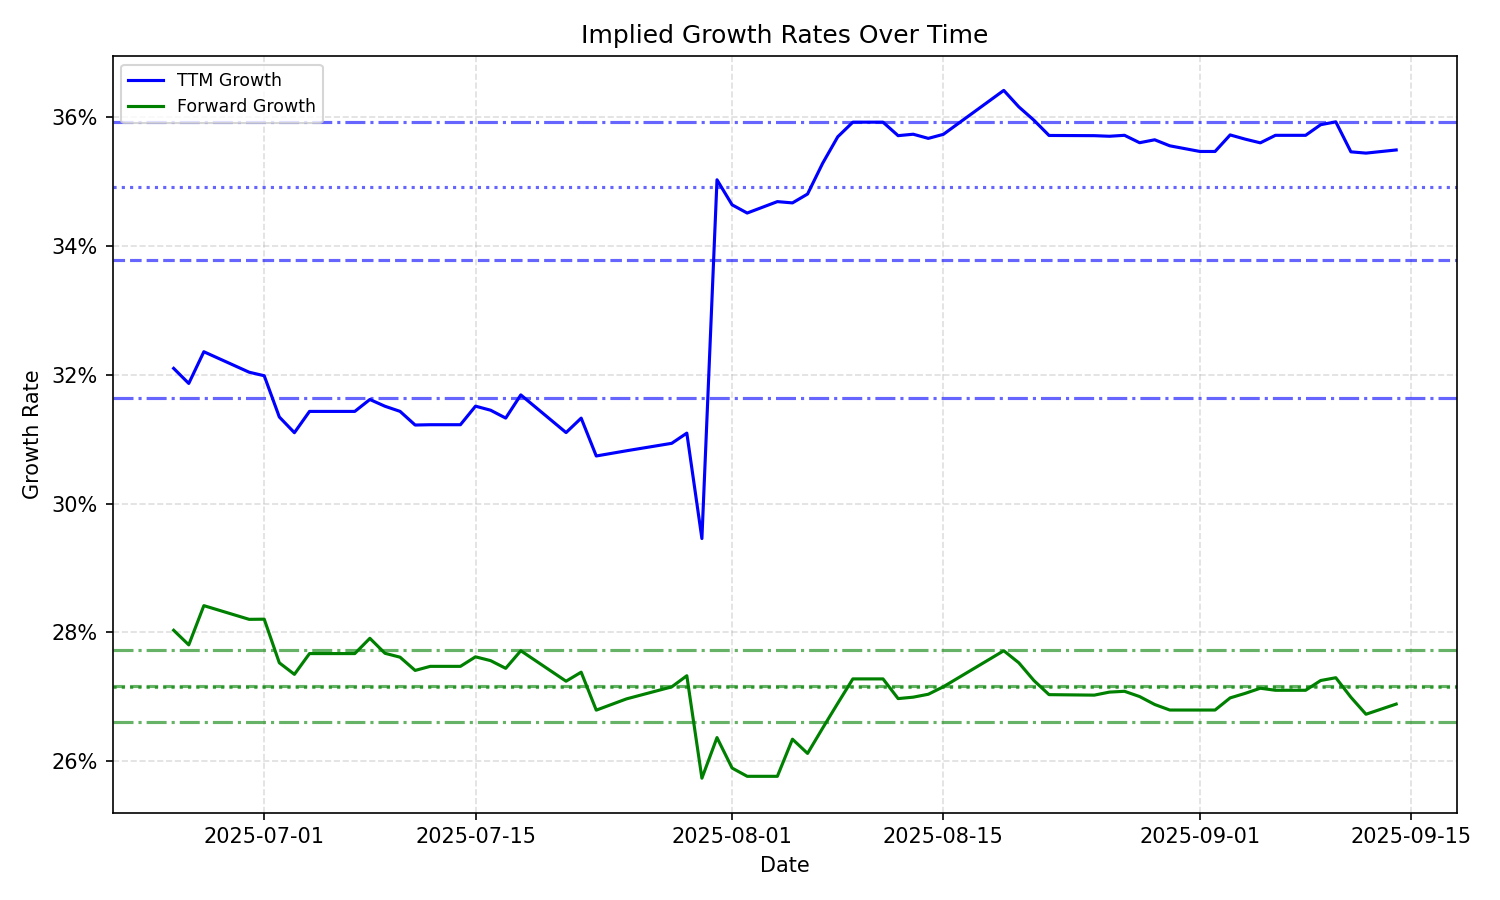 Implied Growth Rates Over Time
TTM Growth
Forward Growth
36%
34%
32%
30%
28%
26%
Growth Rate
2025-07-01
2025-07-15
2025-08-01
2025-08-15
2025-09-01
2025-09-15
Date